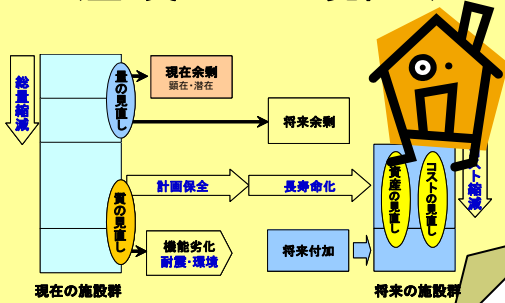 総量縮減
量の見直し
現在余剰
顕在・潜在
将来余剰
計画保全
長寿命化
質の見直し
機能劣化
耐震・環境
将来付加
資産の見直し
コストの見直し
スト縮減
現在の施設群
将来の施設群